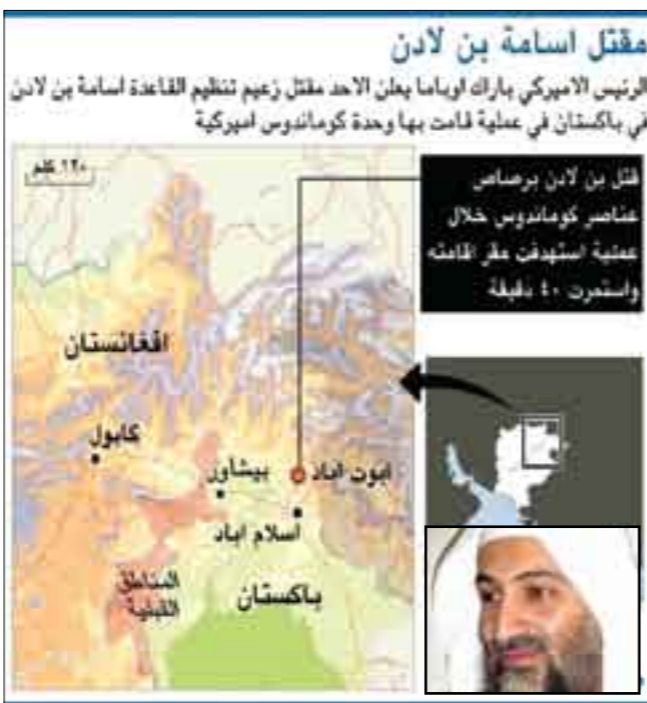 مقتل اسامة بن لادن
الرئيس الاميركي باراك اوباما يعلن الاحد مقتل زعيم تنظيم القاعدة اسامة بن لادن
في باكستان في عملية قامت بها وحدة كوماندوس اميركية
١٢٠ كلم
قتل بن لادن برصاص
عناصر كوماندوس خلال
عملية استهدفت مقر اقامته
واستمرت ٤٠ دقيقة
افغانستان
كابول
بيشاور
ابوت اباد
اسلام اباد
المناطق
القبلية
باكستان